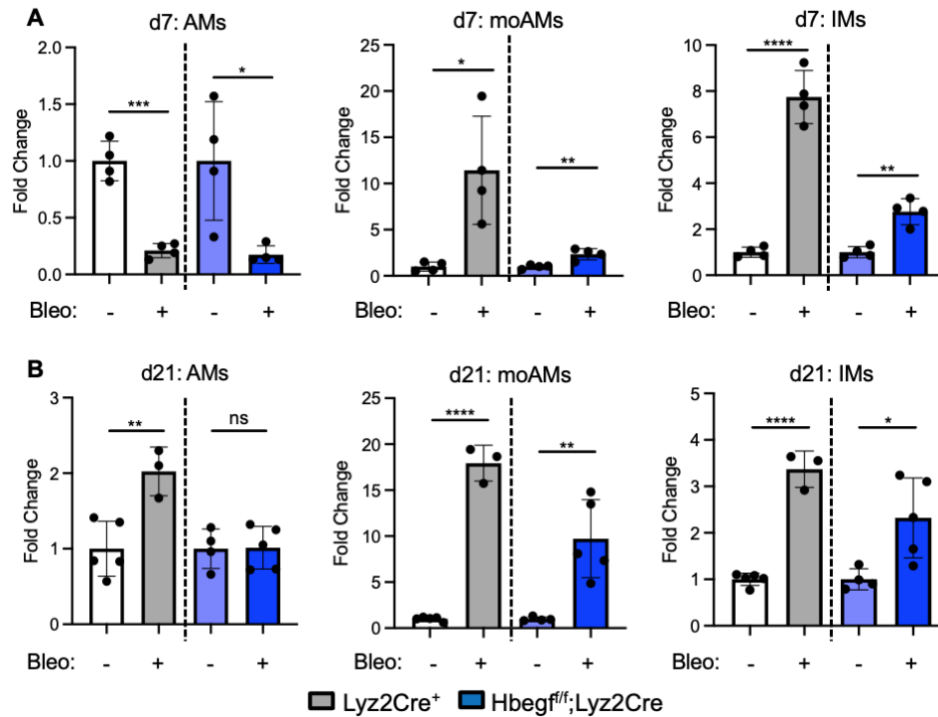 A
d7: AMs
Fold Change
2.0
1.5
1.0
0.5
0.0
***
*
Bleo: - + - +
d7: moAMs
Fold Change
25
20
15
10
5
0
*
**
- + - +
d7: IMs
Fold Change
10
8
6
4
2
0
****
**
- + - +
B
d21: AMs
Fold Change
3
2
1
0
**
ns
Bleo: - + - +
d21: moAMs
Fold Change
25
20
15
10
5
0
****
**
Bleo: - + - +
d21: IMs
Fold Change
5
4
3
2
1
0
****
*
Bleo: - + - +
Lyz2Cre⁺ Hbegfᶠ/ᶠ;Lyz2Cre